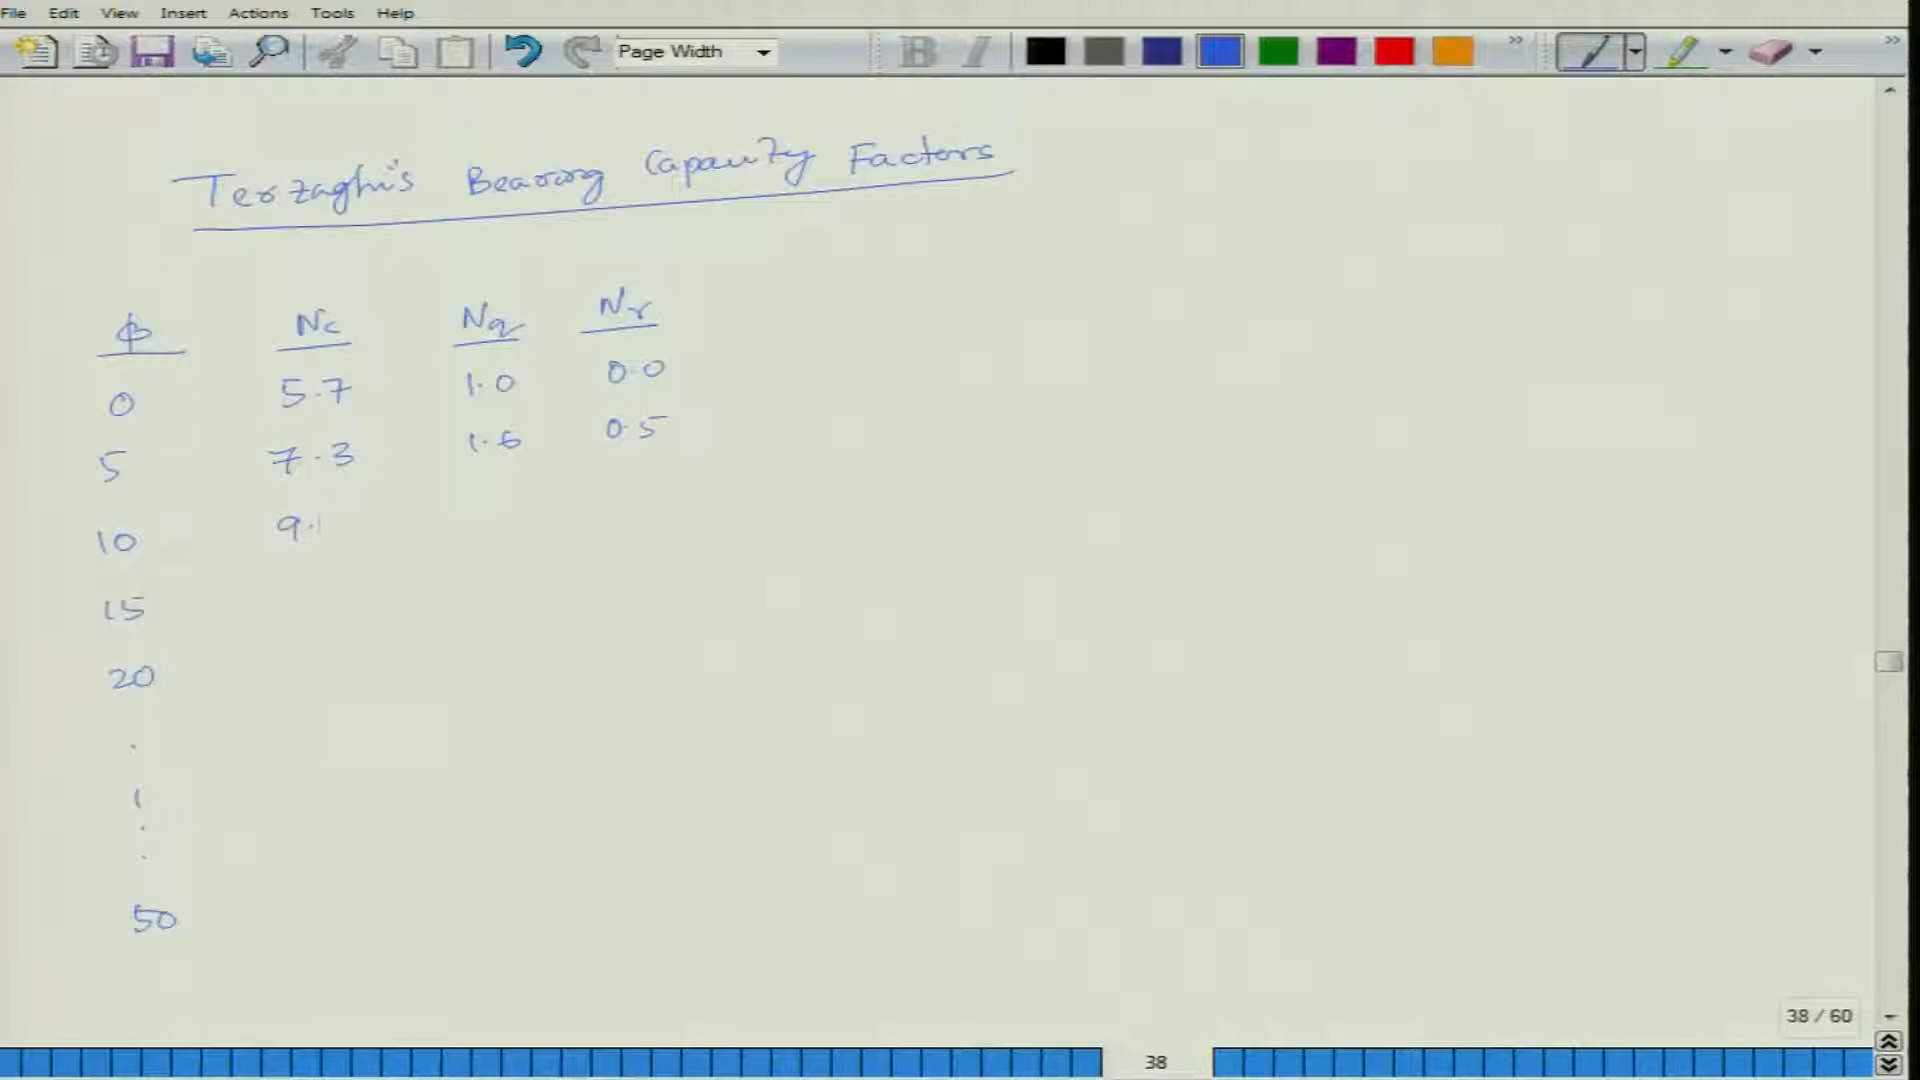 File Edit View Insert Actions Tools Help
Page Width
Terzaghi's Bearing Capacity Factors
φ Nc Nq Nγ
0 5.7 1.0 0.0
5 7.3 1.6 0.5
10 9.1
15
20
50
38 / 60
38